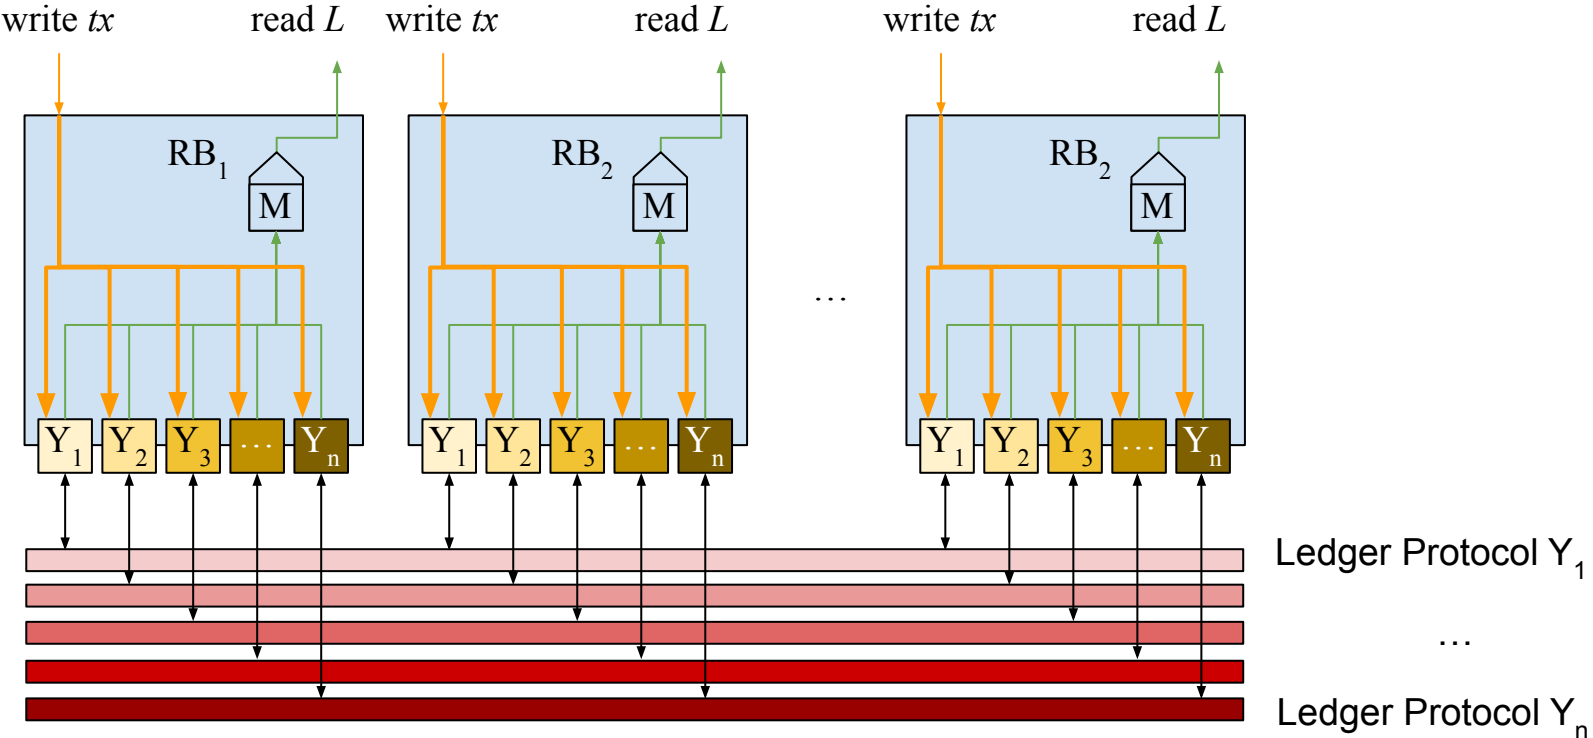 write tx read L write tx read L write tx read L
RB₁ RB₂ RB₂
M M M
…
Y₁ Y₂ Y₃ … Yₙ Y₁ Y₂ Y₃ … Yₙ Y₁ Y₂ Y₃ … Yₙ
Ledger Protocol Y₁
…
Ledger Protocol Yₙ